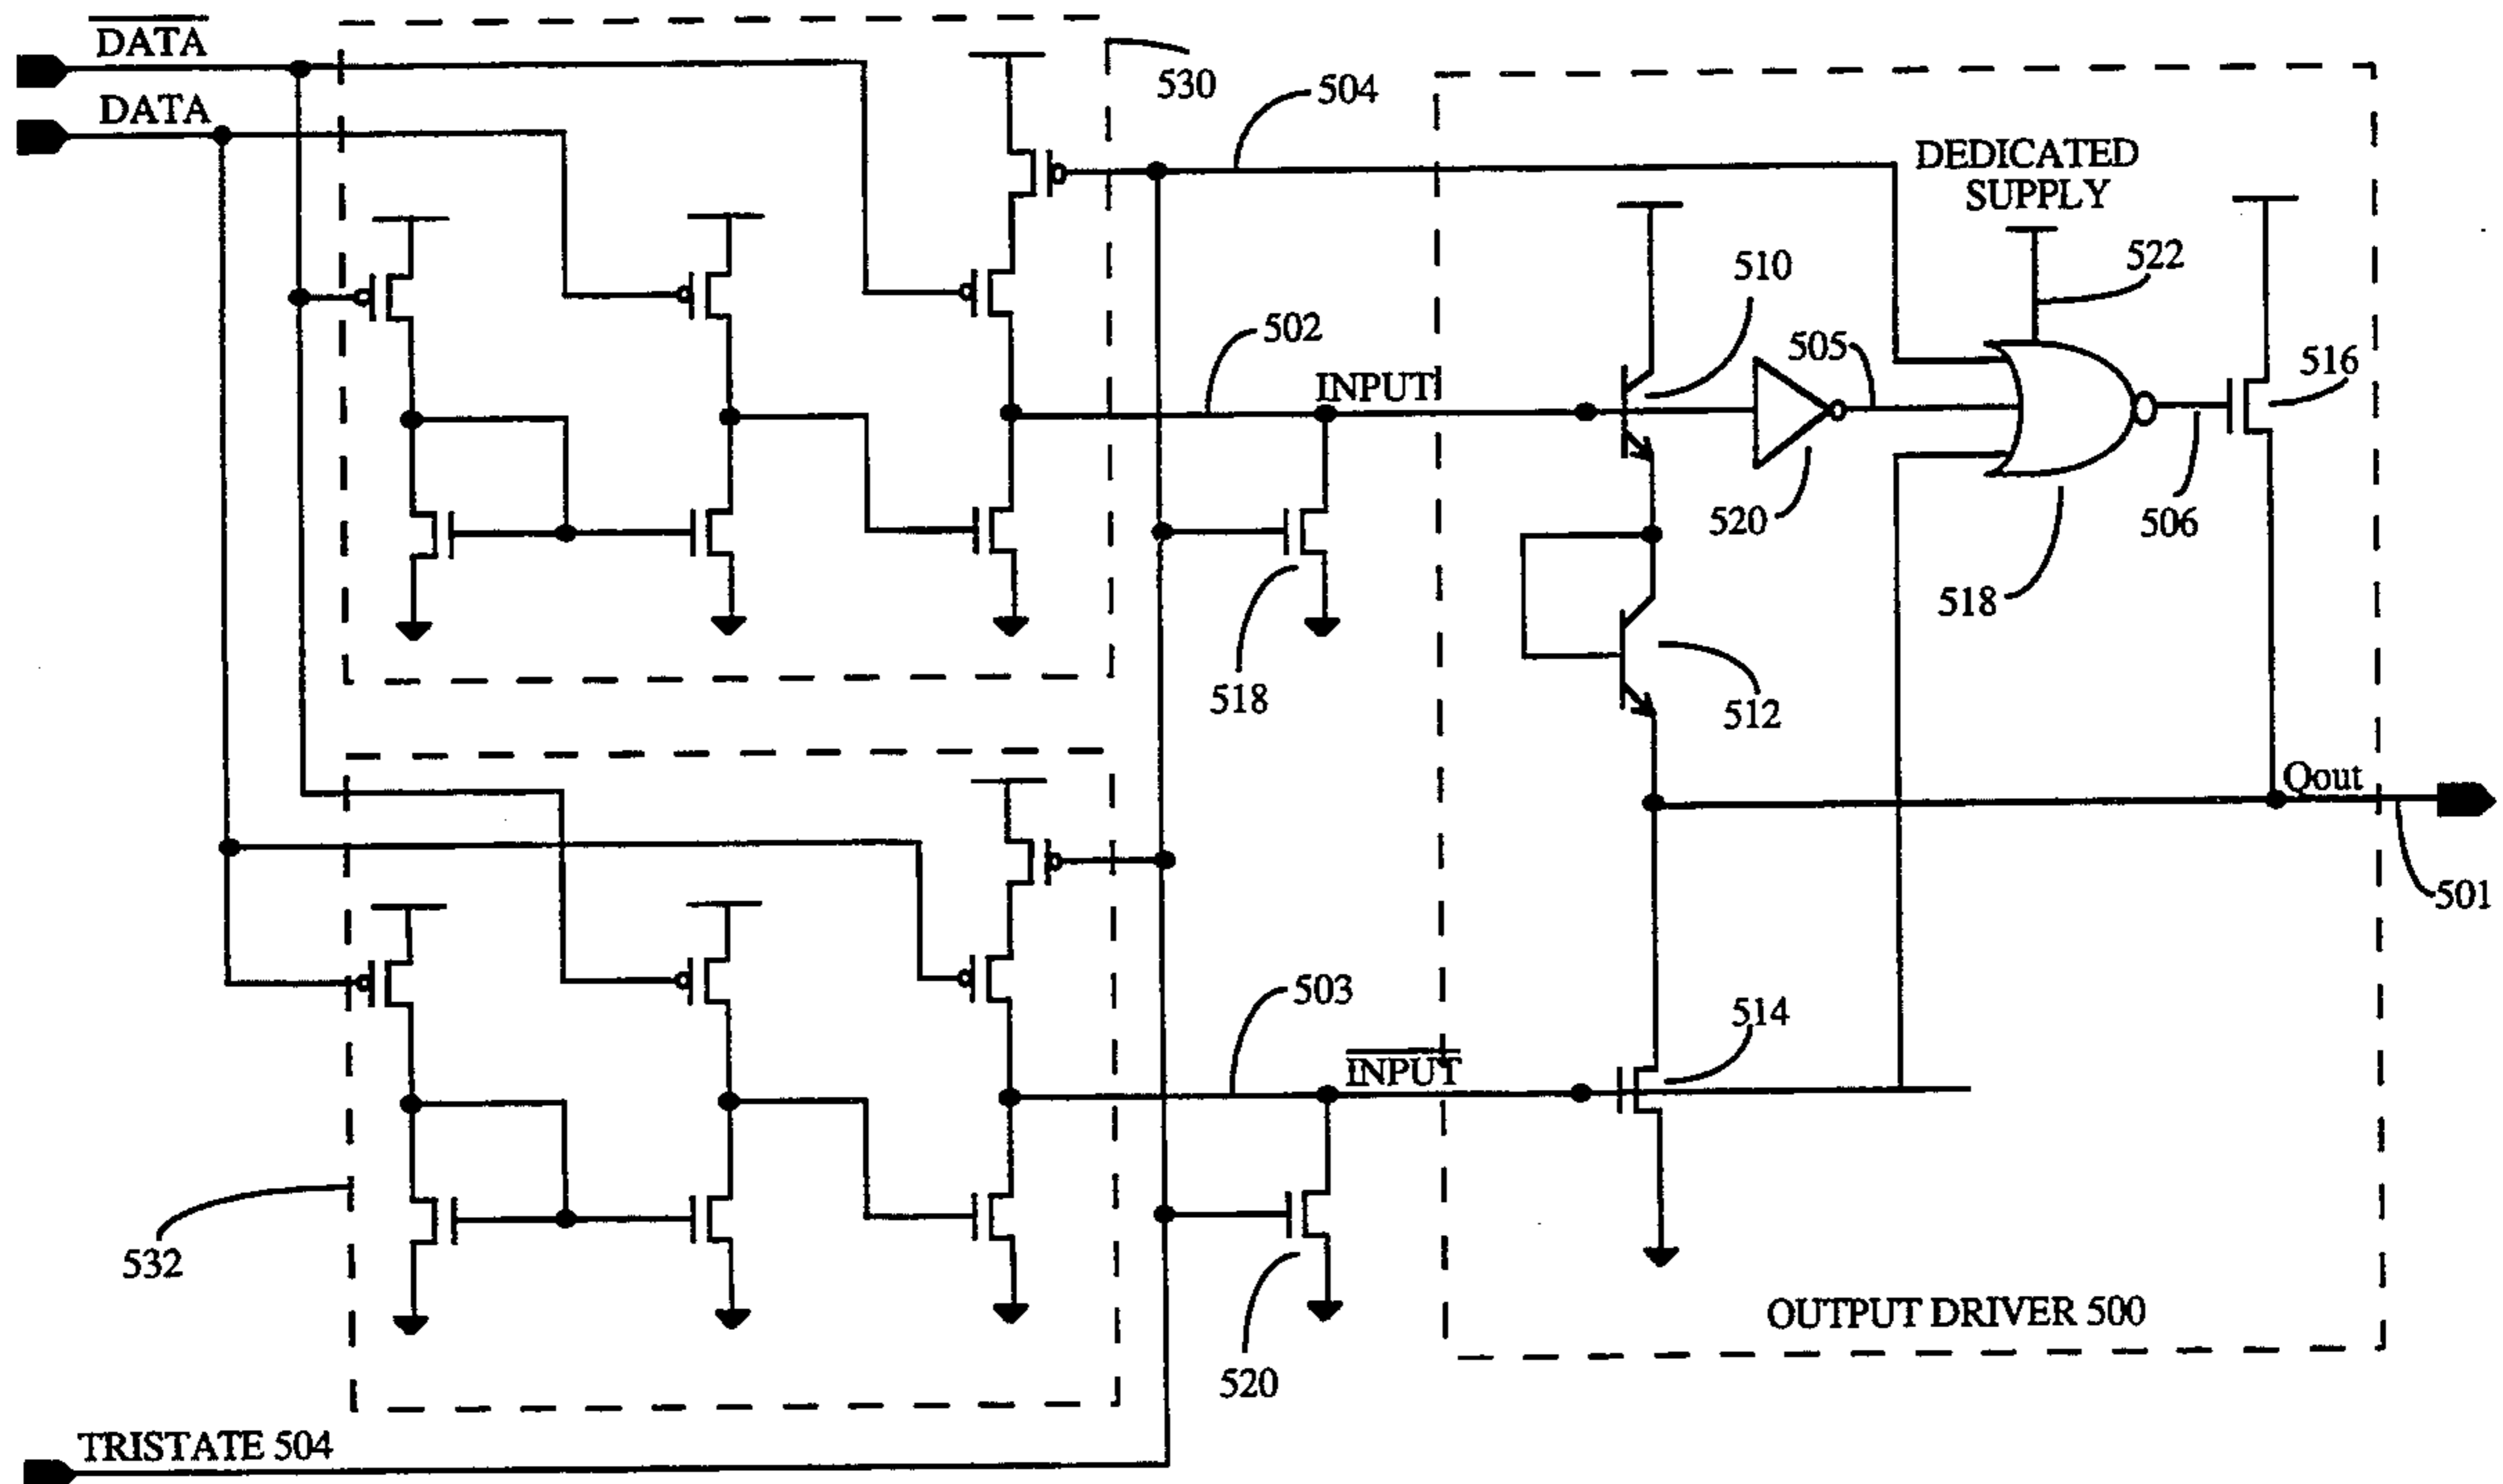 DATA
DATA
530
504
DEDICATED
SUPPLY
522
510
502
INPUT
505
516
520
506
518
518
512
Qout
501
503
514
INPUT
532
520
OUTPUT DRIVER 500
TRISTATE 504